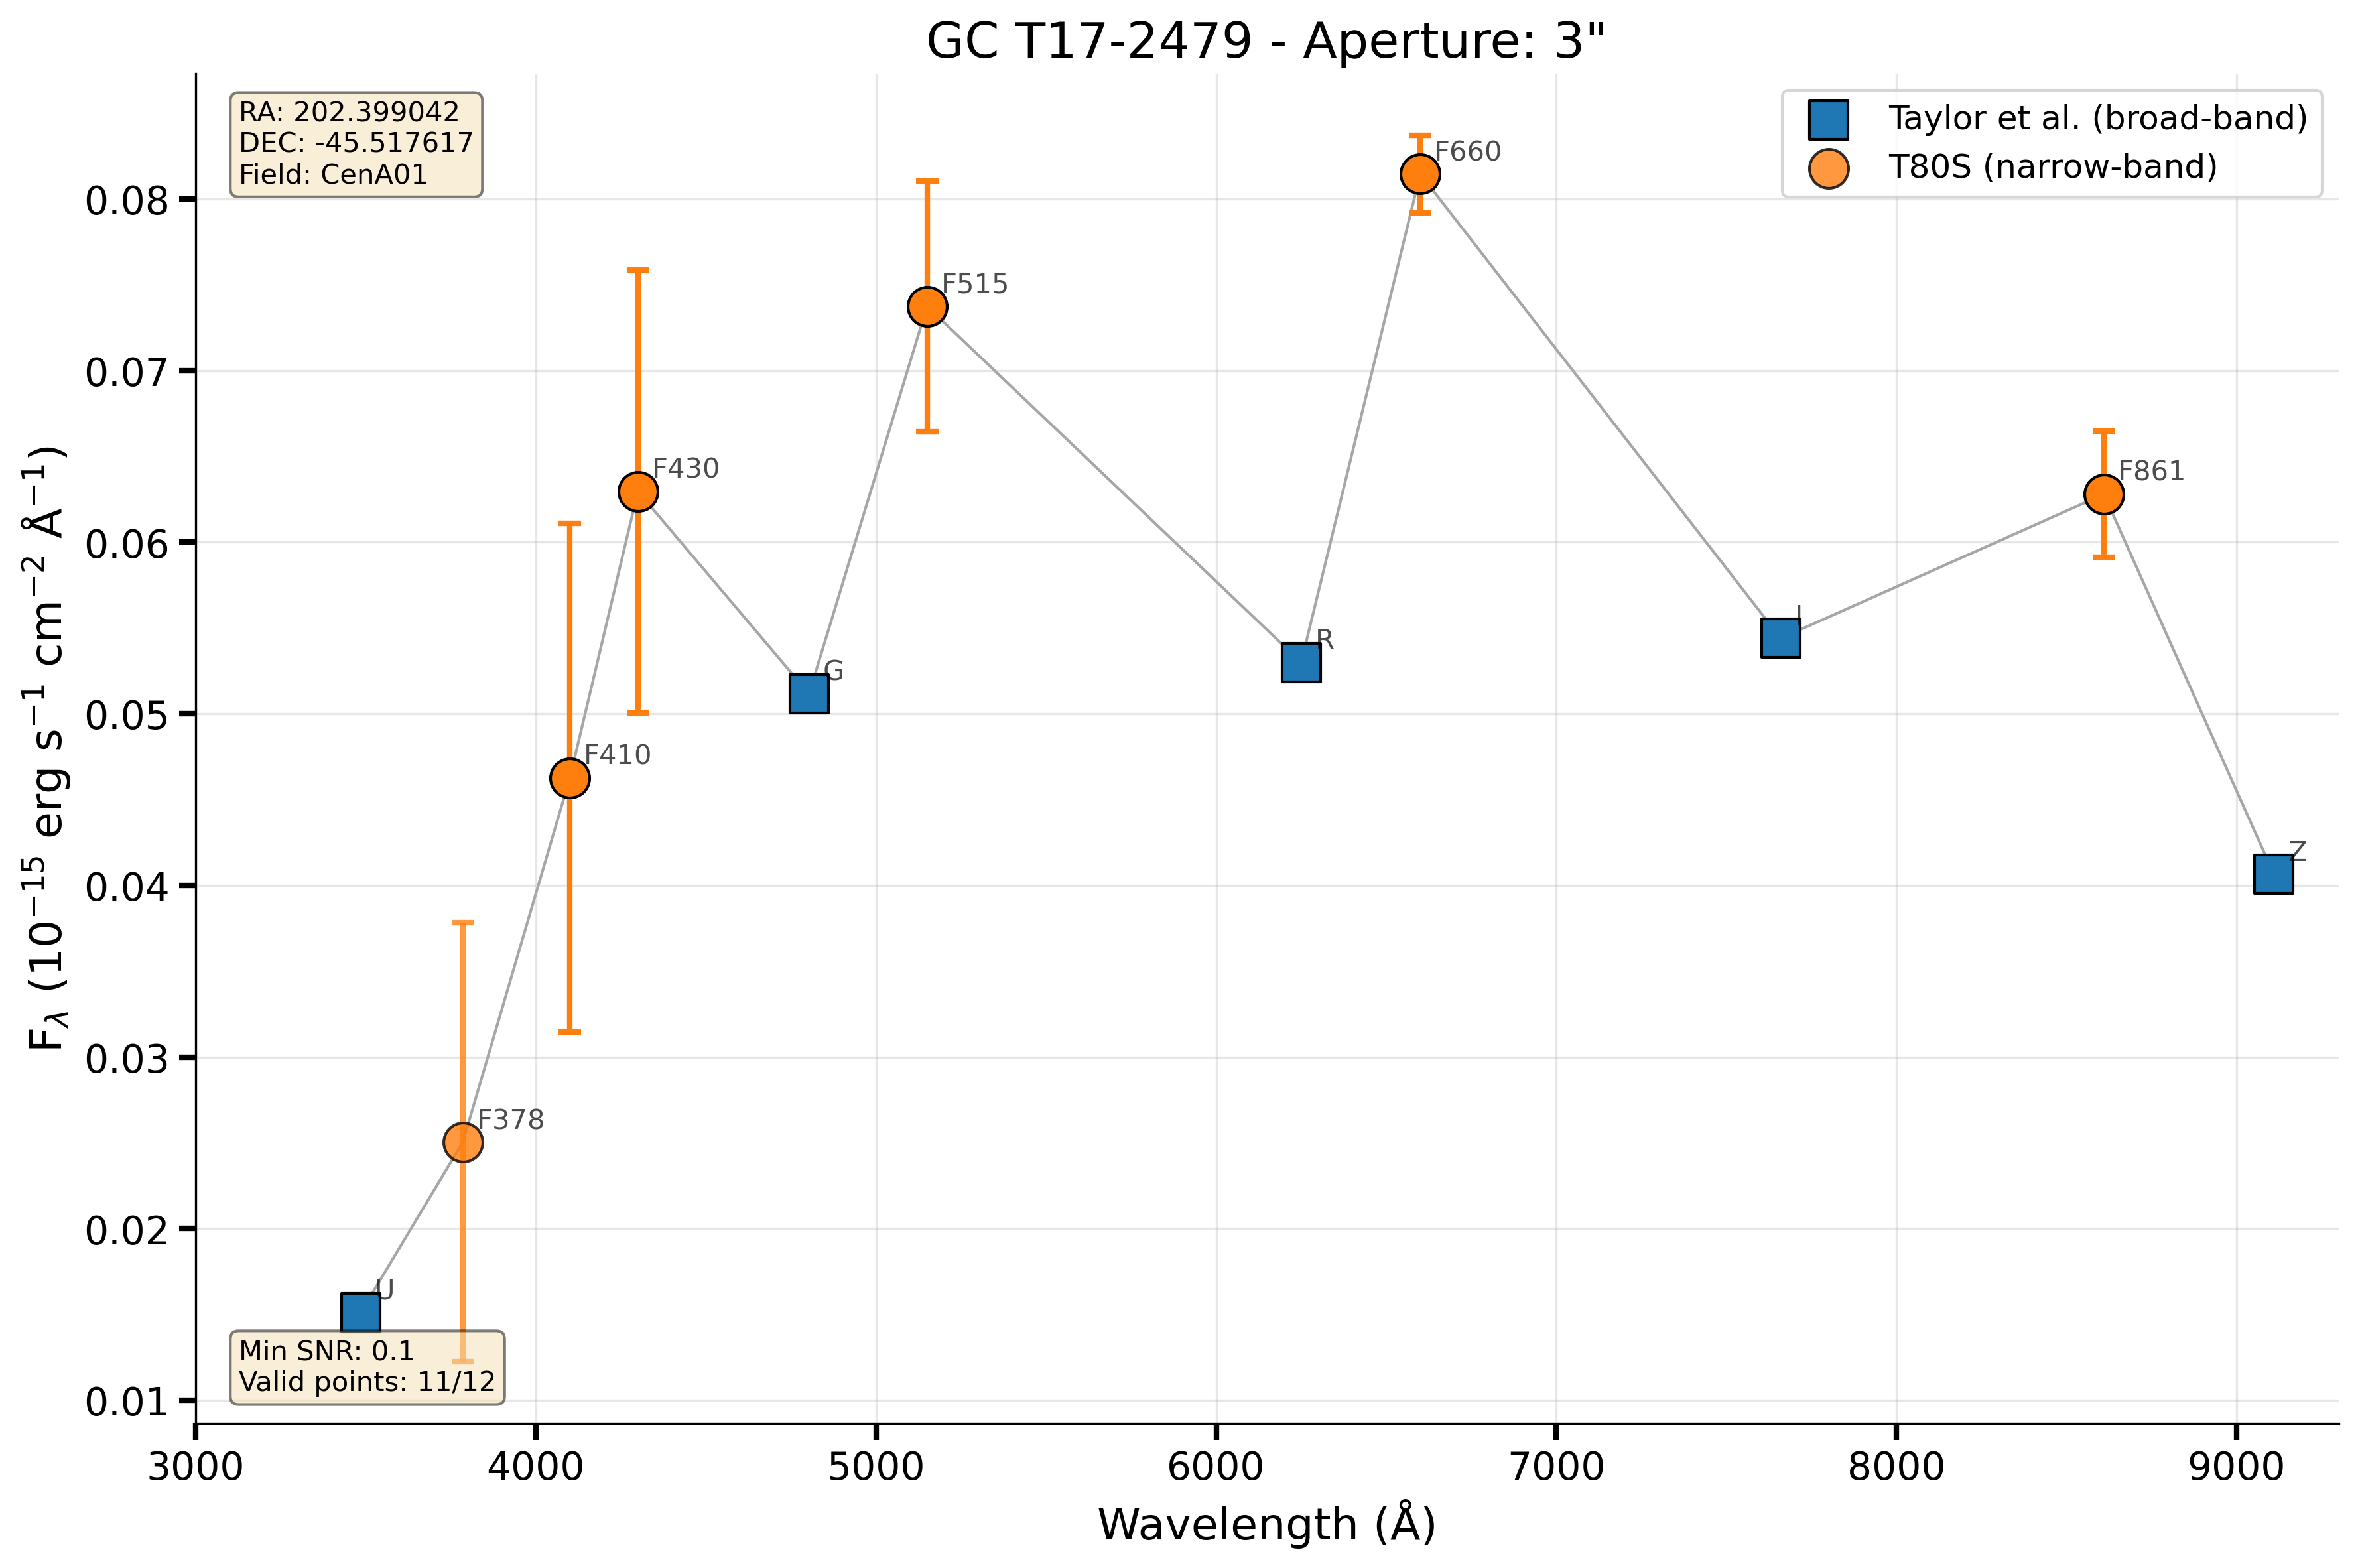 GC T17-2479 - Aperture: 3"
RA: 202.399042
DEC: -45.517617
Field: CenA01
Taylor et al. (broad-band)
T80S (narrow-band)
F660
F515
F430
F861
I
R
G
F410
Z
F378
U
Min SNR: 0.1
Valid points: 11/12
0.08
0.07
0.06
0.05
0.04
0.03
0.02
0.01
3000 4000 5000 6000 7000 8000 9000
Wavelength (Å)
F$_λ$ (10$^{−15}$ erg s$^{−1}$ cm$^{−2}$ Å$^{−1}$)